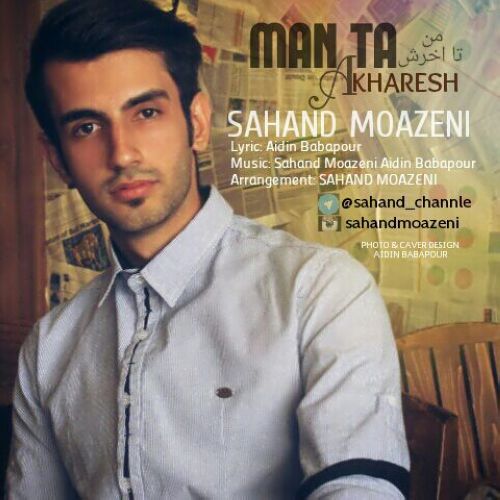 MAN TA
من
تا اخرش
AKHARESH
SAHAND MOAZENI
Lyric: Aidin Babapour
Music: Sahand Moazeni Aidin Babapour
Arrangement: SAHAND MOAZENI
@sahand_channle
sahandmoazeni
PHOTO & CAVER DESIGN
AIDIN BABAPOUR